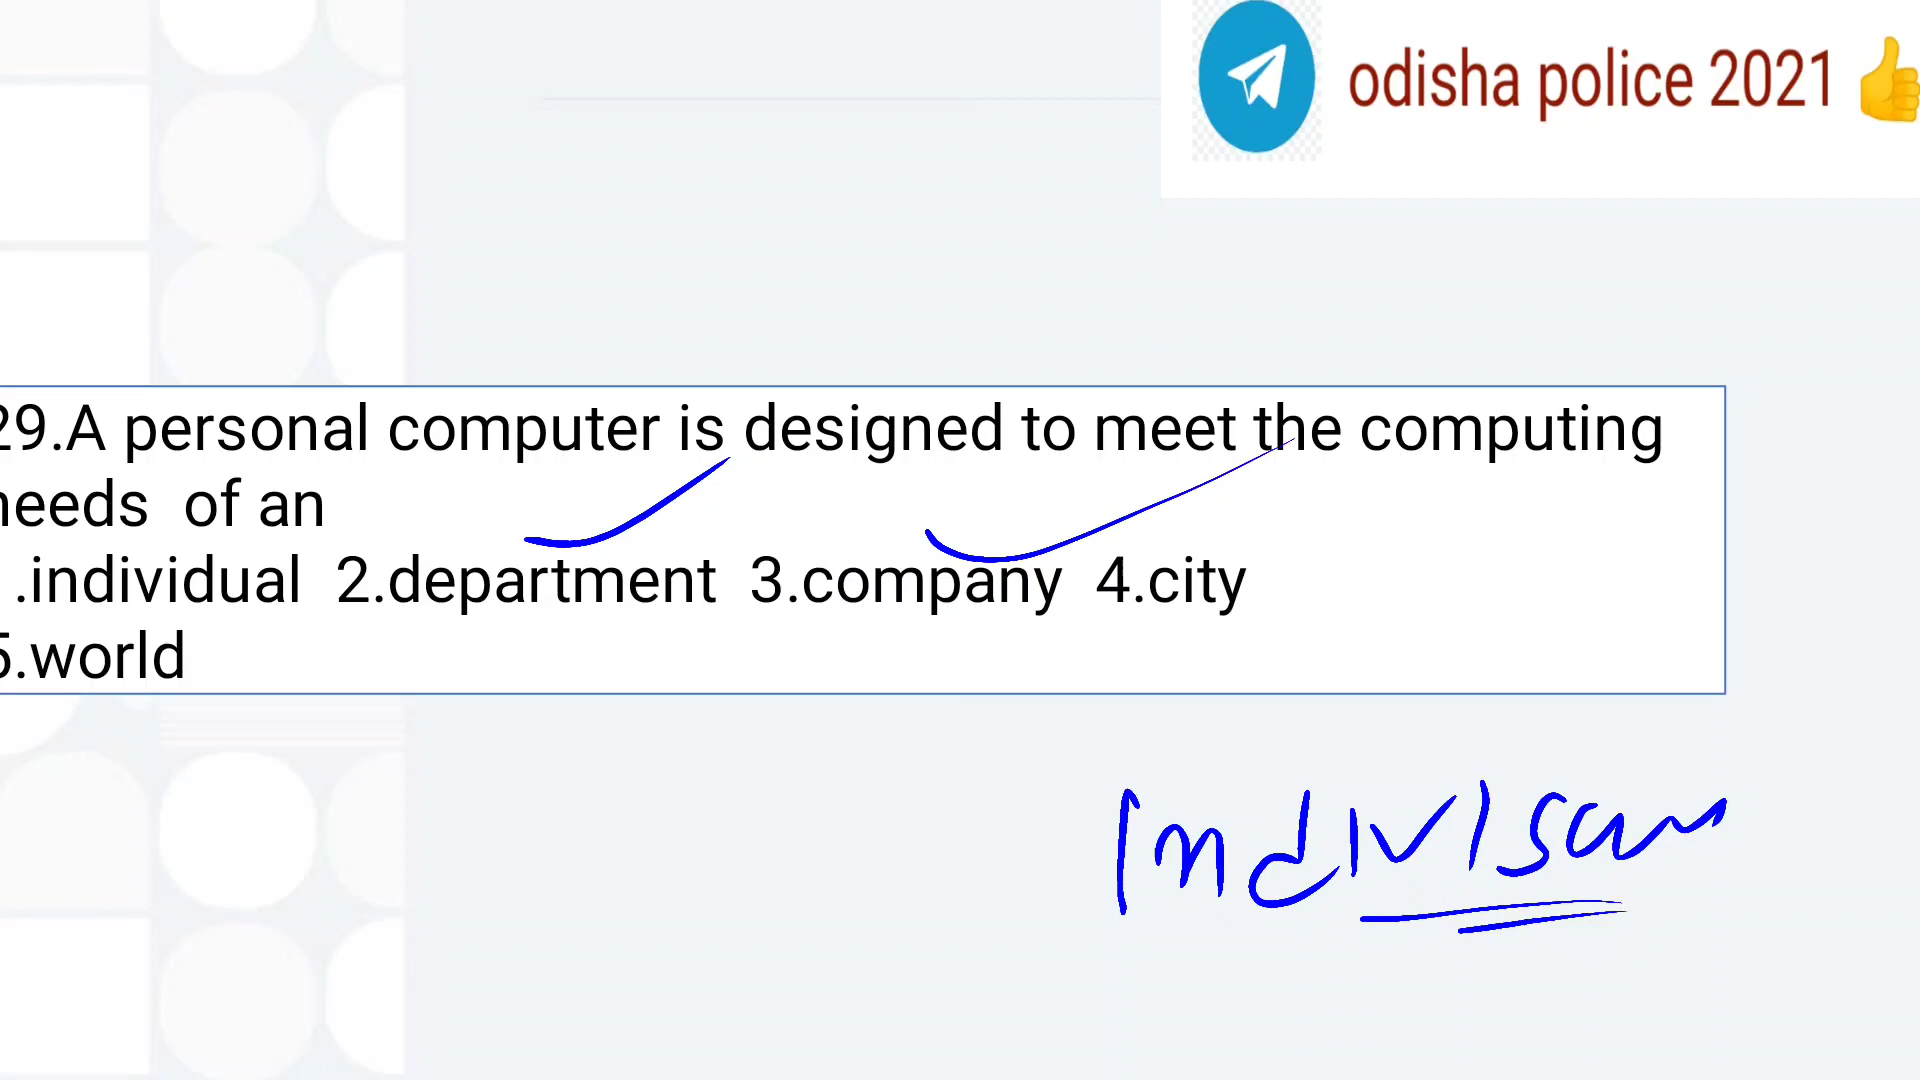 odisha police 2021 👍
29.A personal computer is designed to meet the computing
needs of an
.individual 2.department 3.company 4.city
5.world